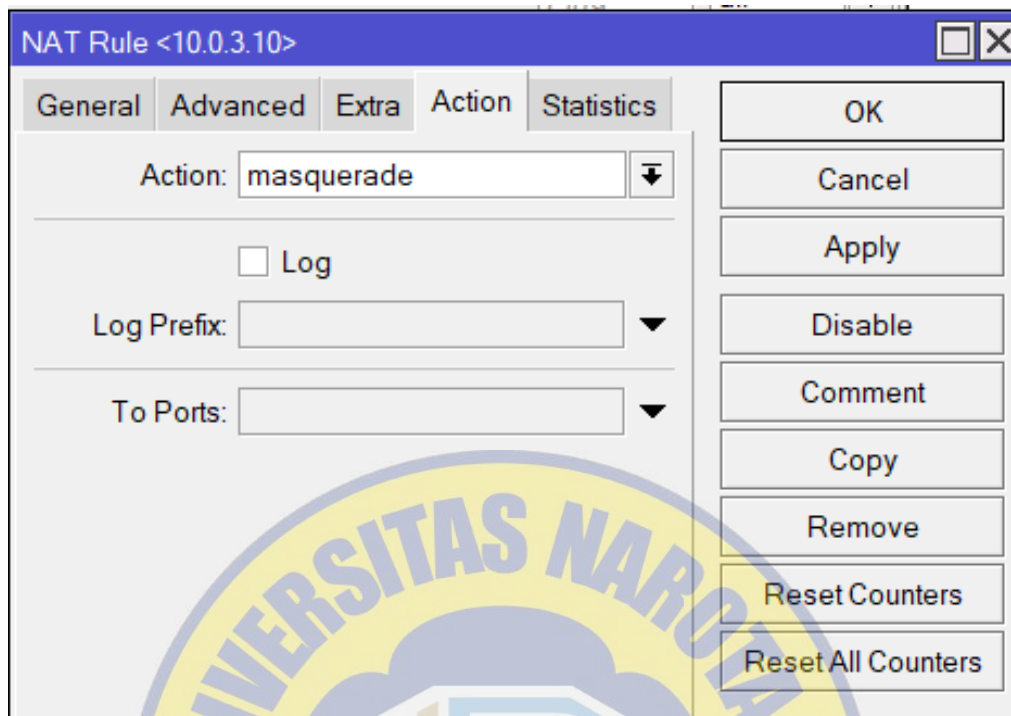 NAT Rule <10.0.3.10>
General Advanced Extra Action Statistics
Action: masquerade
Log
Log Prefix:
To Ports:
OK
Cancel
Apply
Disable
Comment
Copy
Remove
Reset Counters
Reset All Counters
VERSITAS NAROTA